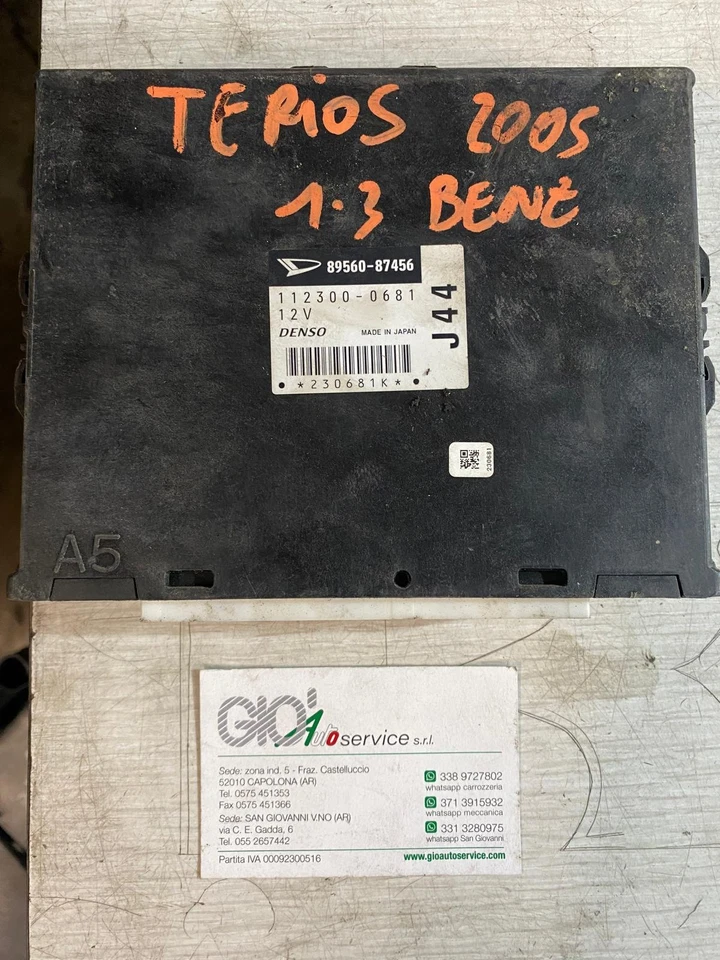 TERIOS 2005
1.3 BENZ
89560-87456
112300-0681
12V
DENSO MADE IN JAPAN
J44
*230681K*
230681
A5
GIO' Autoservice s.r.l.
Sede: zona ind. 5 - Fraz. Castelluccio
52010 CAPOLONA (AR)
Tel. 0575 451353
Fax 0575 451366
Sede: SAN GIOVANNI V.NO (AR)
via C. E. Gadda, 6
Tel. 055 2657442
Partita IVA 00092300516
338 9727802
whatsapp carrozzeria
371 3915932
whatsapp meccanica
331 3280975
whatsapp San Giovanni
www.gioautoservice.com